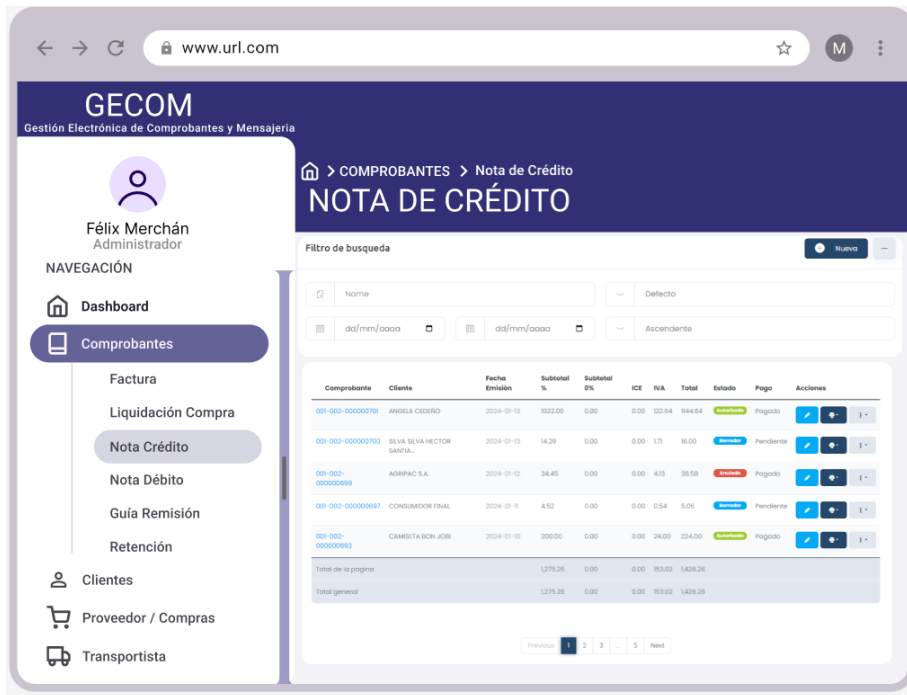 www.url.com
M
GECOM
Gestión Electrónica de Comprobantes y Mensajeria
Félix Merchán
Administrador
NAVEGACIÓN
Dashboard
Comprobantes
Factura
Liquidación Compra
Nota Crédito
Nota Débito
Guía Remisión
Retención
Clientes
Proveedor / Compras
Transportista
> COMPROBANTES > Nota de Crédito
NOTA DE CRÉDITO
Filtro de busqueda
Nueva
Name
Defecto
dd/mm/aaaa
dd/mm/aaaa
Ascendente
Comprobante Cliente Fecha Emisión Subtotal % Subtotal 0% ICE IVA Total Estado Pago Acciones
001-002-000000701 ANGELA CEDEÑO 2024-01-13 1022.00 0.00 0.00 122.64 1144.64 Autorizado Pagado
001-002-000000700 SILVA SILVA HECTOR SANTIA... 2024-01-13 14.29 0.00 0.00 1.71 16.00 Borrador Pendiente
001-002-000000699 AGRIPAC S.A. 2024-01-12 34.45 0.00 0.00 4.13 38.58 Anulado Pagado
001-002-000000697 CONSUMIDOR FINAL 2024-01-11 4.52 0.00 0.00 0.54 5.06 Borrador Pendiente
001-002-000000693 CAMISETA BON JOBI 2024-01-10 200.00 0.00 0.00 24.00 224.00 Autorizado Pagado
Total de la pagina 1,275.26 0.00 0.00 153.02 1,428.28
Total general 1,275.26 0.00 0.00 153.02 1,428.28
Previous 1 2 3 ... 5 Next